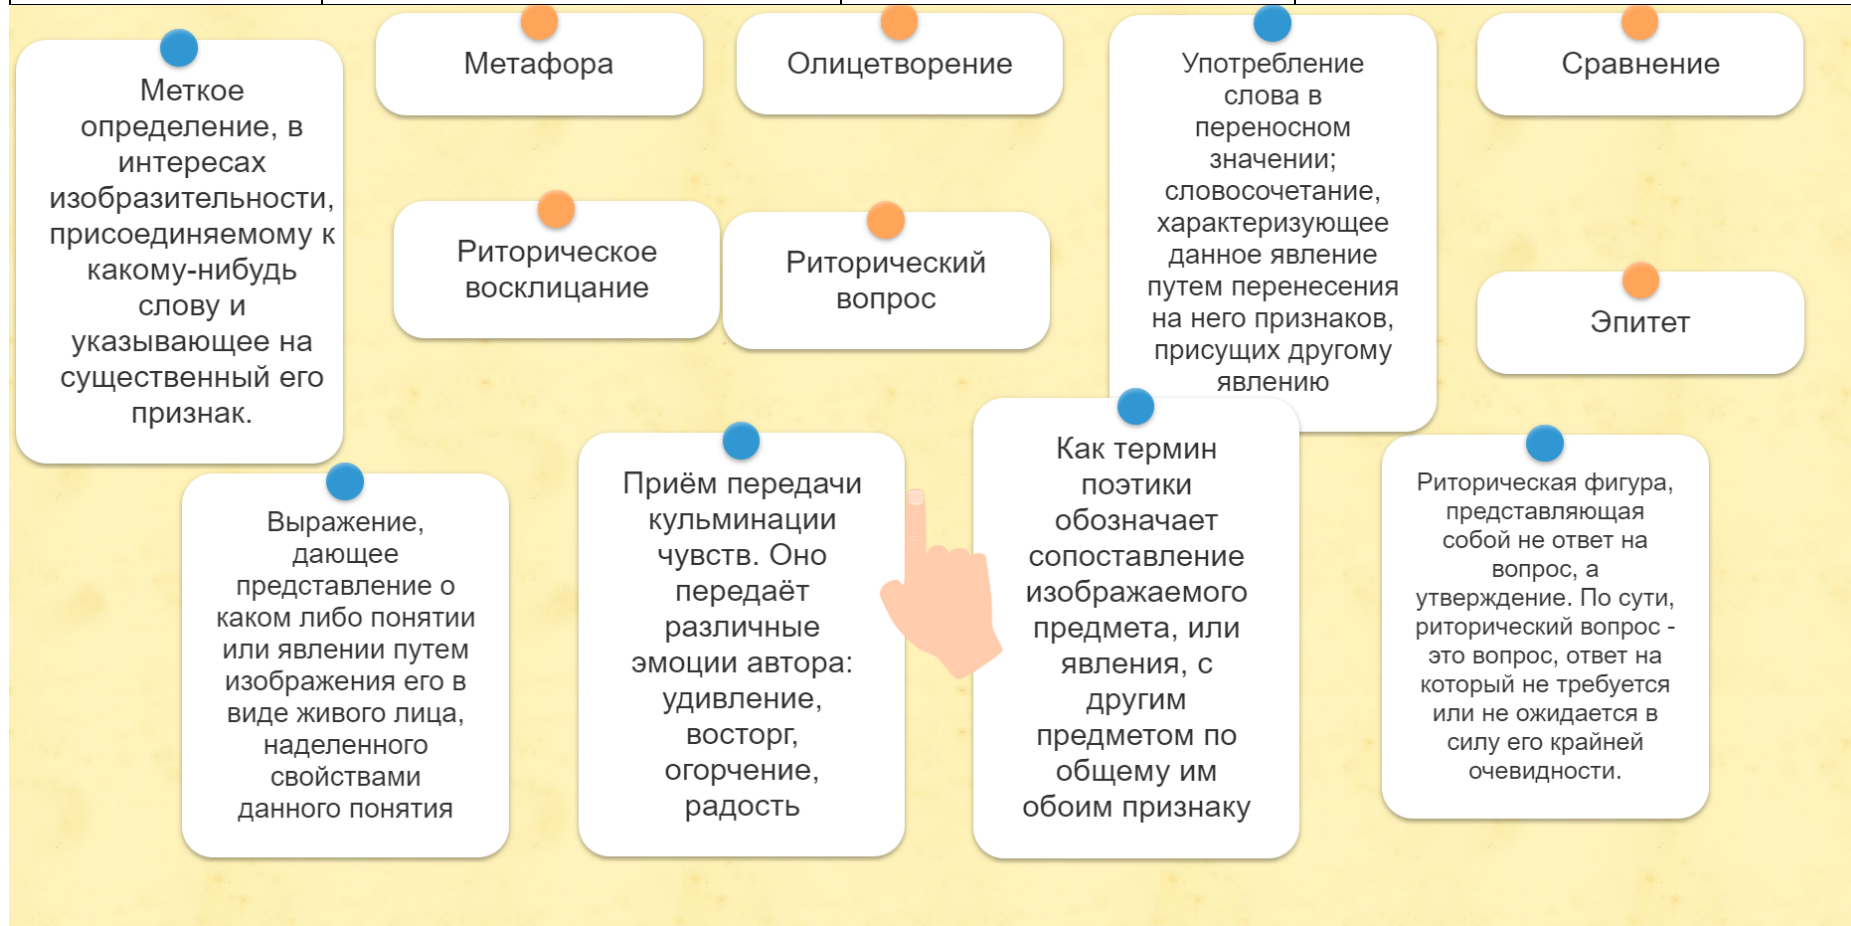 Меткое
определение, в
интересах
изобразительности,
присоединяемому к
какому-нибудь
слову и
указывающее на
существенный его
признак.
Метафора
Олицетворение
Употребление
слова в
переносном
значении;
словосочетание,
характеризующее
данное явление
путем перенесения
на него признаков,
присущих другому
явлению
Сравнение
Риторическое
восклицание
Риторический
вопрос
Эпитет
Выражение,
дающее
представление о
каком либо понятии
или явлении путем
изображения его в
виде живого лица,
наделенного
свойствами
данного понятия
Приём передачи
кульминации
чувств. Оно
передаёт
различные
эмоции автора:
удивление,
восторг,
огорчение,
радость
Как термин
поэтики
обозначает
сопоставление
изображаемого
предмета, или
явления, с
другим
предметом по
общему им
обоим признаку
Риторическая фигура,
представляющая
собой не ответ на
вопрос, а
утверждение. По сути,
риторический вопрос -
это вопрос, ответ на
который не требуется
или не ожидается в
силу его крайней
очевидности.